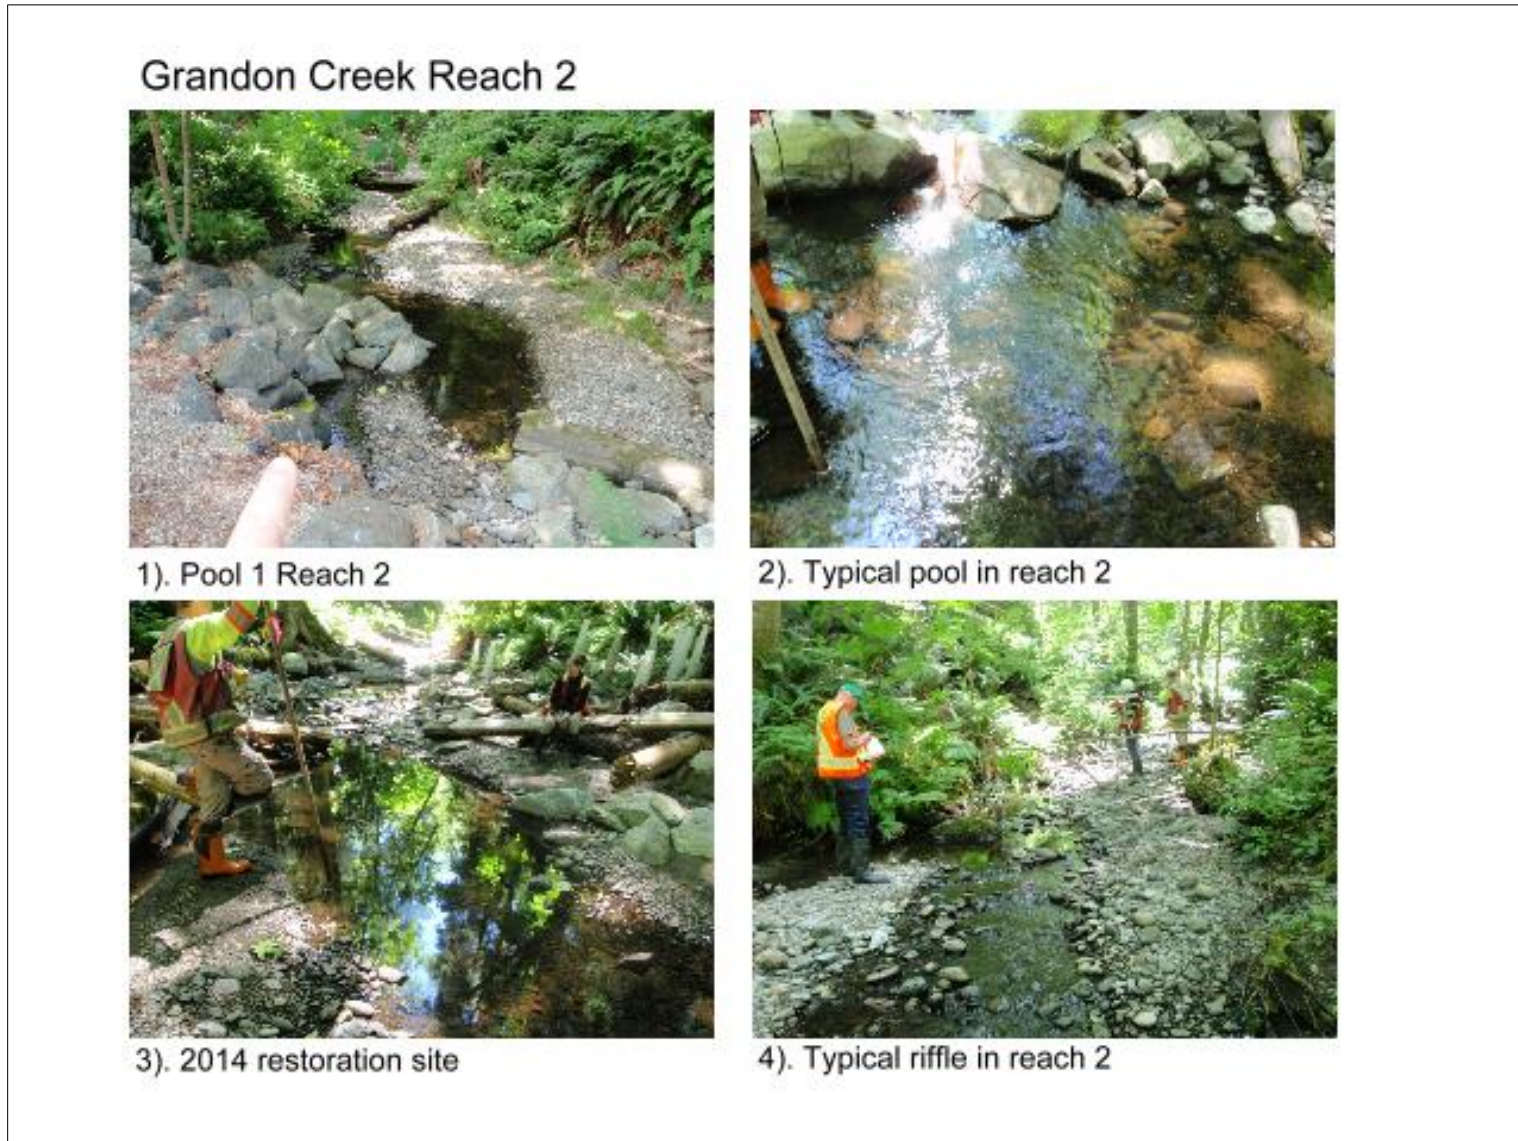 Grandon Creek Reach 2
1). Pool 1 Reach 2
2). Typical pool in reach 2
3). 2014 restoration site
4). Typical riffle in reach 2